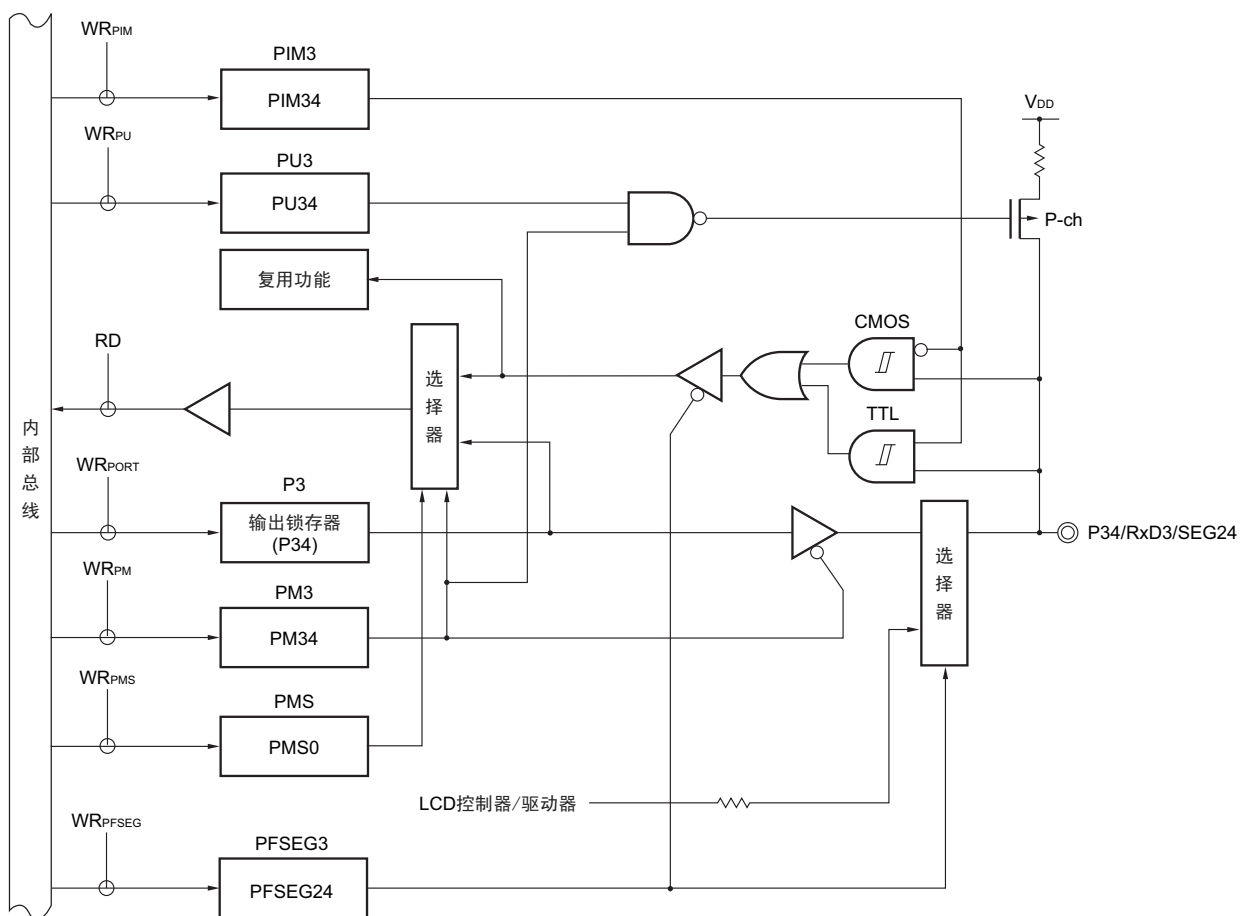 WRPIM
PIM3
PIM34
VDD
WRPU
PU3
PU34
P-ch
复用功能
CMOS
RD
选择器
TTL
内部总线
WRPORT
P3
输出锁存器
(P34)
P34/RxD3/SEG24
选择器
WRPM
PM3
PM34
WRPMS
PMS
PMS0
LCD控制器/驱动器
WRPFSEG
PFSEG3
PFSEG24